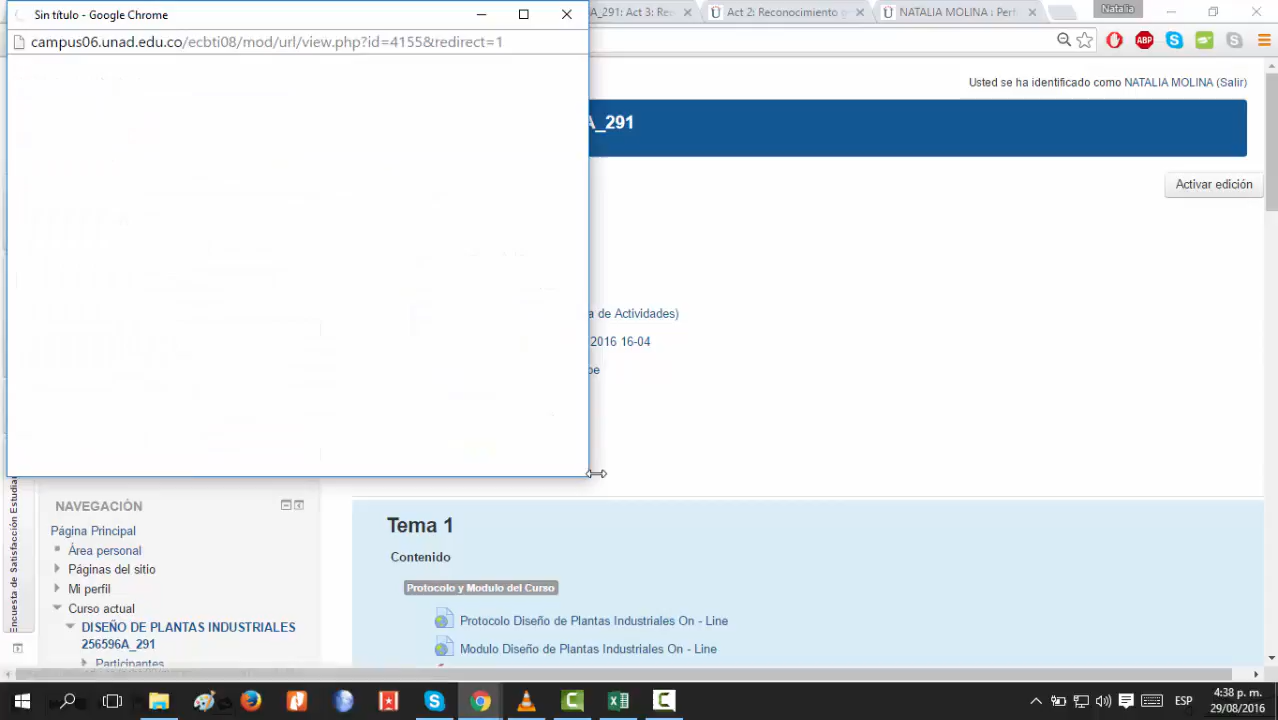 Sin título - Google Chrome
_291: Act 3: Re
Act 2: Reconocimiento g
NATALIA MOLINA : Perf
Natalia
campus06.unad.edu.co/ecbti08/mod/url/view.php?id=4155&redirect=1
ABP
Usted se ha identificado como NATALIA MOLINA (Salir)
A_291
Activar edición
a de Actividades)
2016 16-04
be
Encuesta de Satisfacción Estudian
NAVEGACIÓN
Página Principal
Área personal
Páginas del sitio
Mi perfil
Curso actual
DISEÑO DE PLANTAS INDUSTRIALES
256596A_291
Participantes
Tema 1
Contenido
Protocolo y Modulo del Curso
Protocolo Diseño de Plantas Industriales On - Line
Modulo Diseño de Plantas Industriales On - Line
ESP
4:38 p. m.
29/08/2016